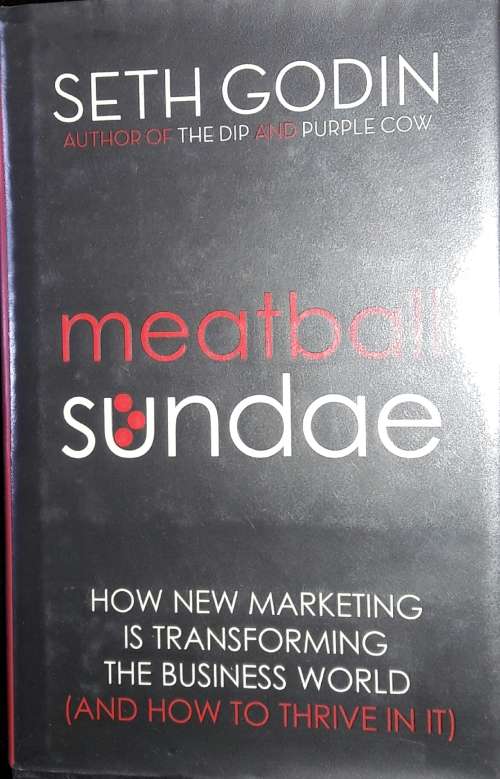 SETH GODIN
AUTHOR OF THE DIP AND PURPLE COW
meatball
sundae
HOW NEW MARKETING
IS TRANSFORMING
THE BUSINESS WORLD
(AND HOW TO THRIVE IN IT)